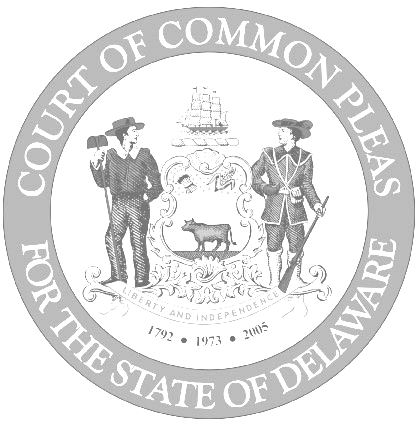 COURT OF COMMON PLEAS
LIBERTY AND INDEPENDENCE
1792 • 1973 • 2005
FOR THE STATE OF DELAWARE